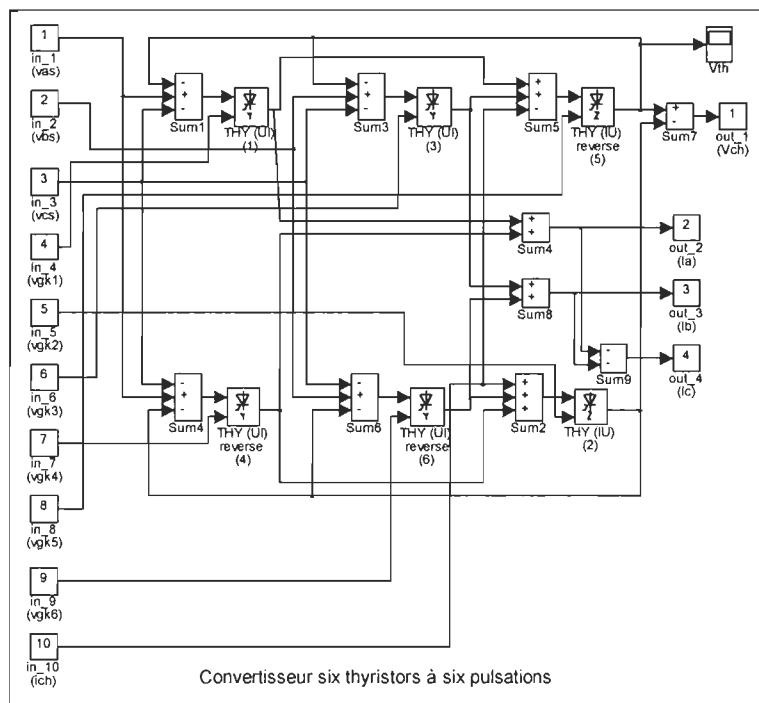 1
in_1
(vas)
2
in_2
(vbs)
3
in_3
(vcs)
4
in_4
(vgk1)
5
in_5
(vgk2)
6
in_6
(vgk3)
7
in_7
(vgk4)
8
in_8
(vgk5)
9
in_9
(vgk6)
10
in_10
(ich)
-
+
-
Sum1
THY (UI)
(1)
-
+
-
Sum3
THY (UI)
(3)
+
+
-
Sum5
THY (IU)
reverse
(5)
Vth
+
-
Sum7
1
out_1
(Vch)
+
+
Sum4
2
out_2
(Ia)
+
+
Sum8
3
out_3
(Ib)
-
-
Sum9
4
out_4
(Ic)
-
+
-
Sum4
THY (UI)
reverse
(4)
-
+
-
Sum6
THY (UI)
reverse
(6)
+
+
+
Sum2
THY (IU)
(2)
Convertisseur six thyristors à six pulsations